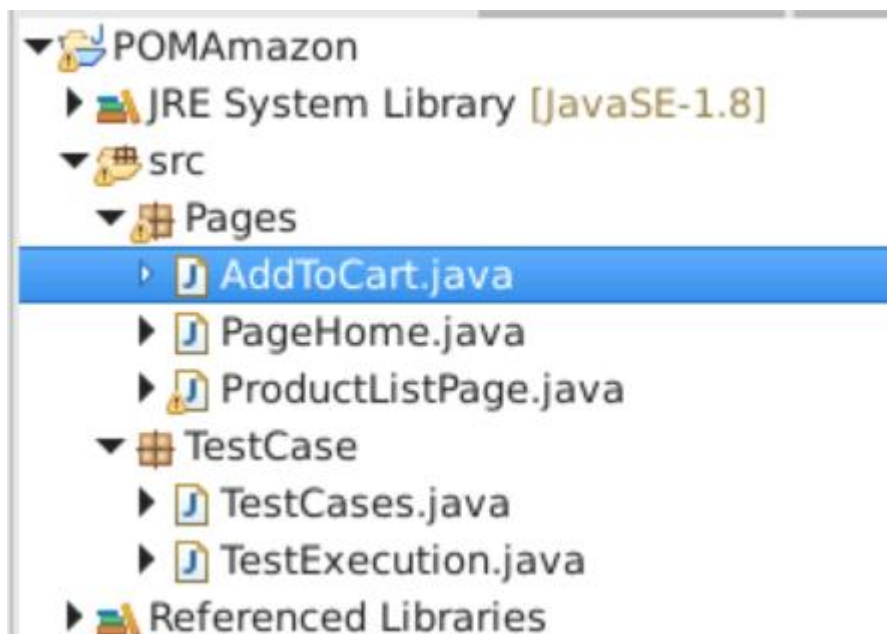 POMAmazon
JRE System Library [JavaSE-1.8]
src
Pages
AddToCart.java
PageHome.java
ProductListPage.java
TestCase
TestCases.java
TestExecution.java
Referenced Libraries